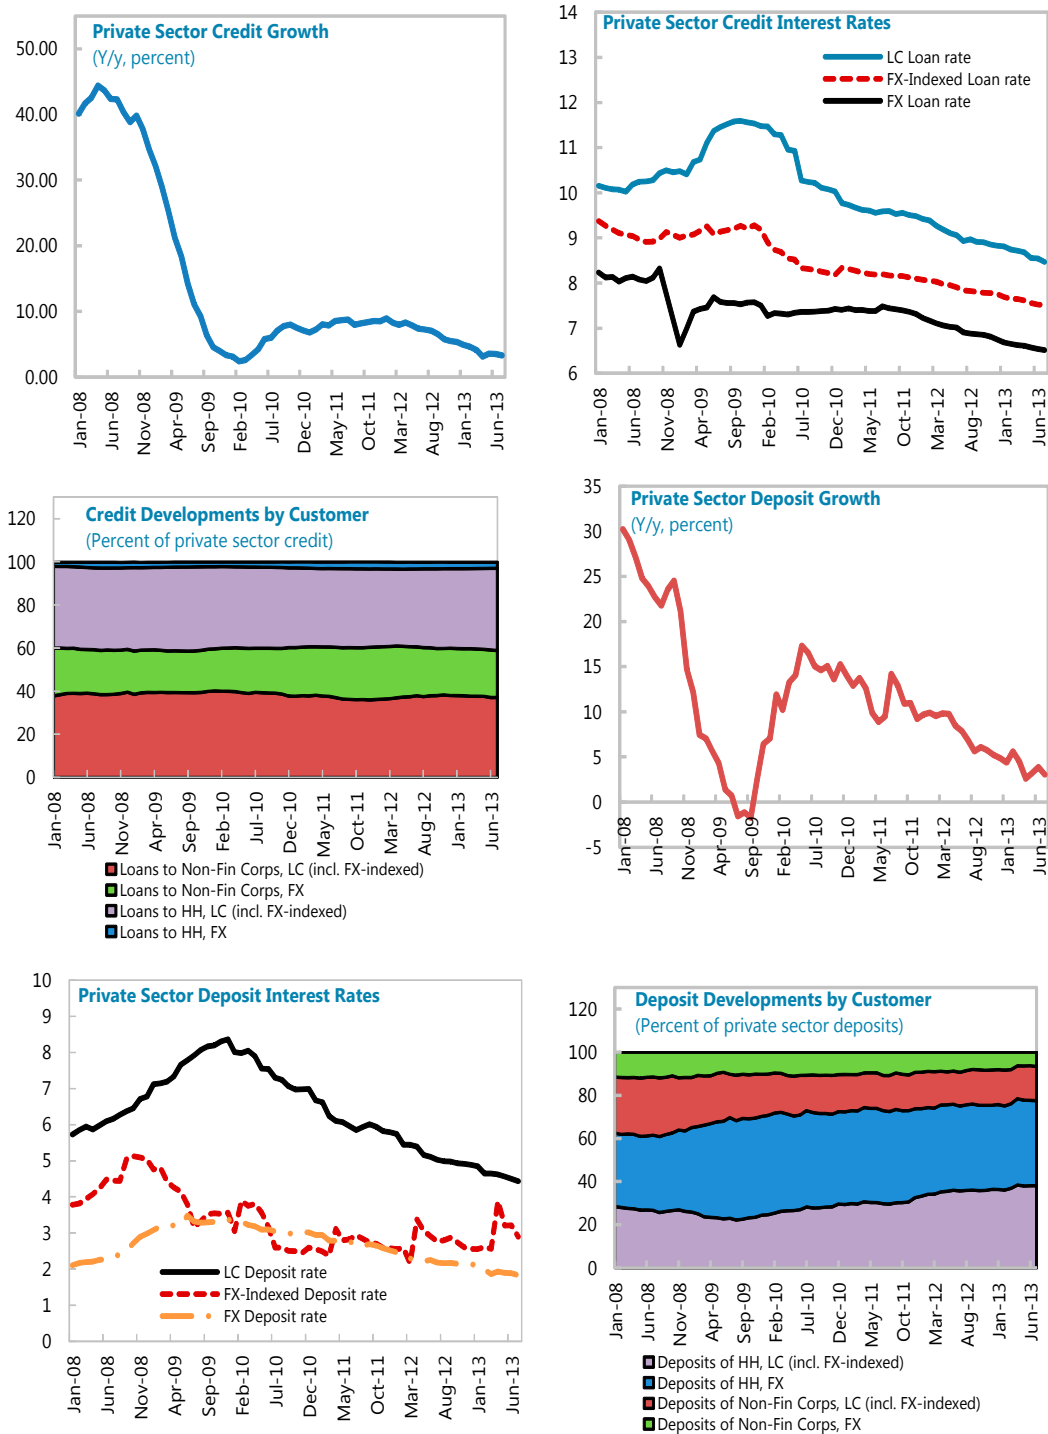 Private Sector Credit Growth
(Y/y, percent)
50.00
40.00
30.00
20.00
10.00
0.00
Jan-08
Jun-08
Nov-08
Apr-09
Sep-09
Feb-10
Jul-10
Dec-10
May-11
Oct-11
Mar-12
Aug-12
Jan-13
Jun-13
Private Sector Credit Interest Rates
14
13
12
11
10
9
8
7
6
LC Loan rate
FX-Indexed Loan rate
FX Loan rate
Jan-08
Jun-08
Nov-08
Apr-09
Sep-09
Feb-10
Jul-10
Dec-10
May-11
Oct-11
Mar-12
Aug-12
Jan-13
Jun-13
Credit Developments by Customer
(Percent of private sector credit)
120
100
80
60
40
20
0
Jan-08
Jun-08
Nov-08
Apr-09
Sep-09
Feb-10
Jul-10
Dec-10
May-11
Oct-11
Mar-12
Aug-12
Jan-13
Jun-13
Loans to Non-Fin Corps, LC (incl. FX-indexed)
Loans to Non-Fin Corps, FX
Loans to HH, LC (incl. FX-indexed)
Loans to HH, FX
Private Sector Deposit Growth
(Y/y, percent)
35
30
25
20
15
10
5
0
-5
Jan-08
Jun-08
Nov-08
Apr-09
Sep-09
Feb-10
Jul-10
Dec-10
May-11
Oct-11
Mar-12
Aug-12
Jan-13
Jun-13
Private Sector Deposit Interest Rates
10
9
8
7
6
5
4
3
2
1
0
LC Deposit rate
FX-Indexed Deposit rate
FX Deposit rate
Jan-08
Jun-08
Nov-08
Apr-09
Sep-09
Feb-10
Jul-10
Dec-10
May-11
Oct-11
Mar-12
Aug-12
Jan-13
Jun-13
Deposit Developments by Customer
(Percent of private sector deposits)
120
100
80
60
40
20
0
Jan-08
Jun-08
Nov-08
Apr-09
Sep-09
Feb-10
Jul-10
Dec-10
May-11
Oct-11
Mar-12
Aug-12
Jan-13
Jun-13
Deposits of HH, LC (incl. FX-indexed)
Deposits of HH, FX
Deposits of Non-Fin Corps, LC (incl. FX-indexed)
Deposits of Non-Fin Corps, FX